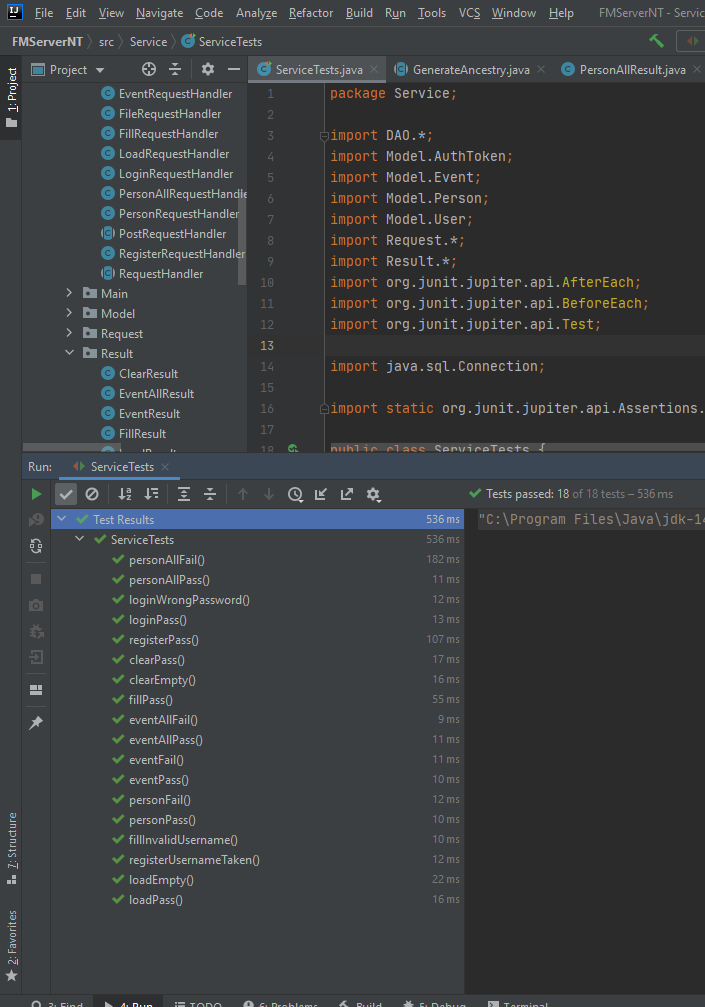 File Edit View Navigate Code Analyze Refactor Build Run Tools VCS Window Help FMServerNT - Servic
FMServerNT src Service ServiceTests
1: Project
Project
ServiceTests.java GenerateAncestry.java PersonAllResult.java
EventRequestHandler
FileRequestHandler
FillRequestHandler
LoadRequestHandler
LoginRequestHandler
PersonAllRequestHandle
PersonRequestHandler
PostRequestHandler
RegisterRequestHandler
RequestHandler
Main
Model
Request
Result
ClearResult
EventAllResult
EventResult
FillResult
LoadResult
1 package Service;
2
3 import DAO.*;
4 import Model.AuthToken;
5 import Model.Event;
6 import Model.Person;
7 import Model.User;
8 import Request.*;
9 import Result.*;
10 import org.junit.jupiter.api.AfterEach;
11 import org.junit.jupiter.api.BeforeEach;
12 import org.junit.jupiter.api.Test;
13
14 import java.sql.Connection;
15
16 import static org.junit.jupiter.api.Assertions.
17
18 public class ServiceTests {
Run: ServiceTests
Tests passed: 18 of 18 tests – 536 ms
Test Results 536 ms
ServiceTests 536 ms
personAllFail() 182 ms
personAllPass() 11 ms
loginWrongPassword() 12 ms
loginPass() 13 ms
registerPass() 107 ms
clearPass() 17 ms
clearEmpty() 16 ms
fillPass() 55 ms
eventAllFail() 9 ms
eventAllPass() 11 ms
eventFail() 11 ms
eventPass() 10 ms
personFail() 12 ms
personPass() 10 ms
fillInvalidUsername() 10 ms
registerUsernameTaken() 12 ms
loadEmpty() 22 ms
loadPass() 16 ms
"C:\Program Files\Java\jdk-14
7: Structure
2: Favorites
3: Find 4: Run TODO 6: Problems Build 5: Debug Terminal